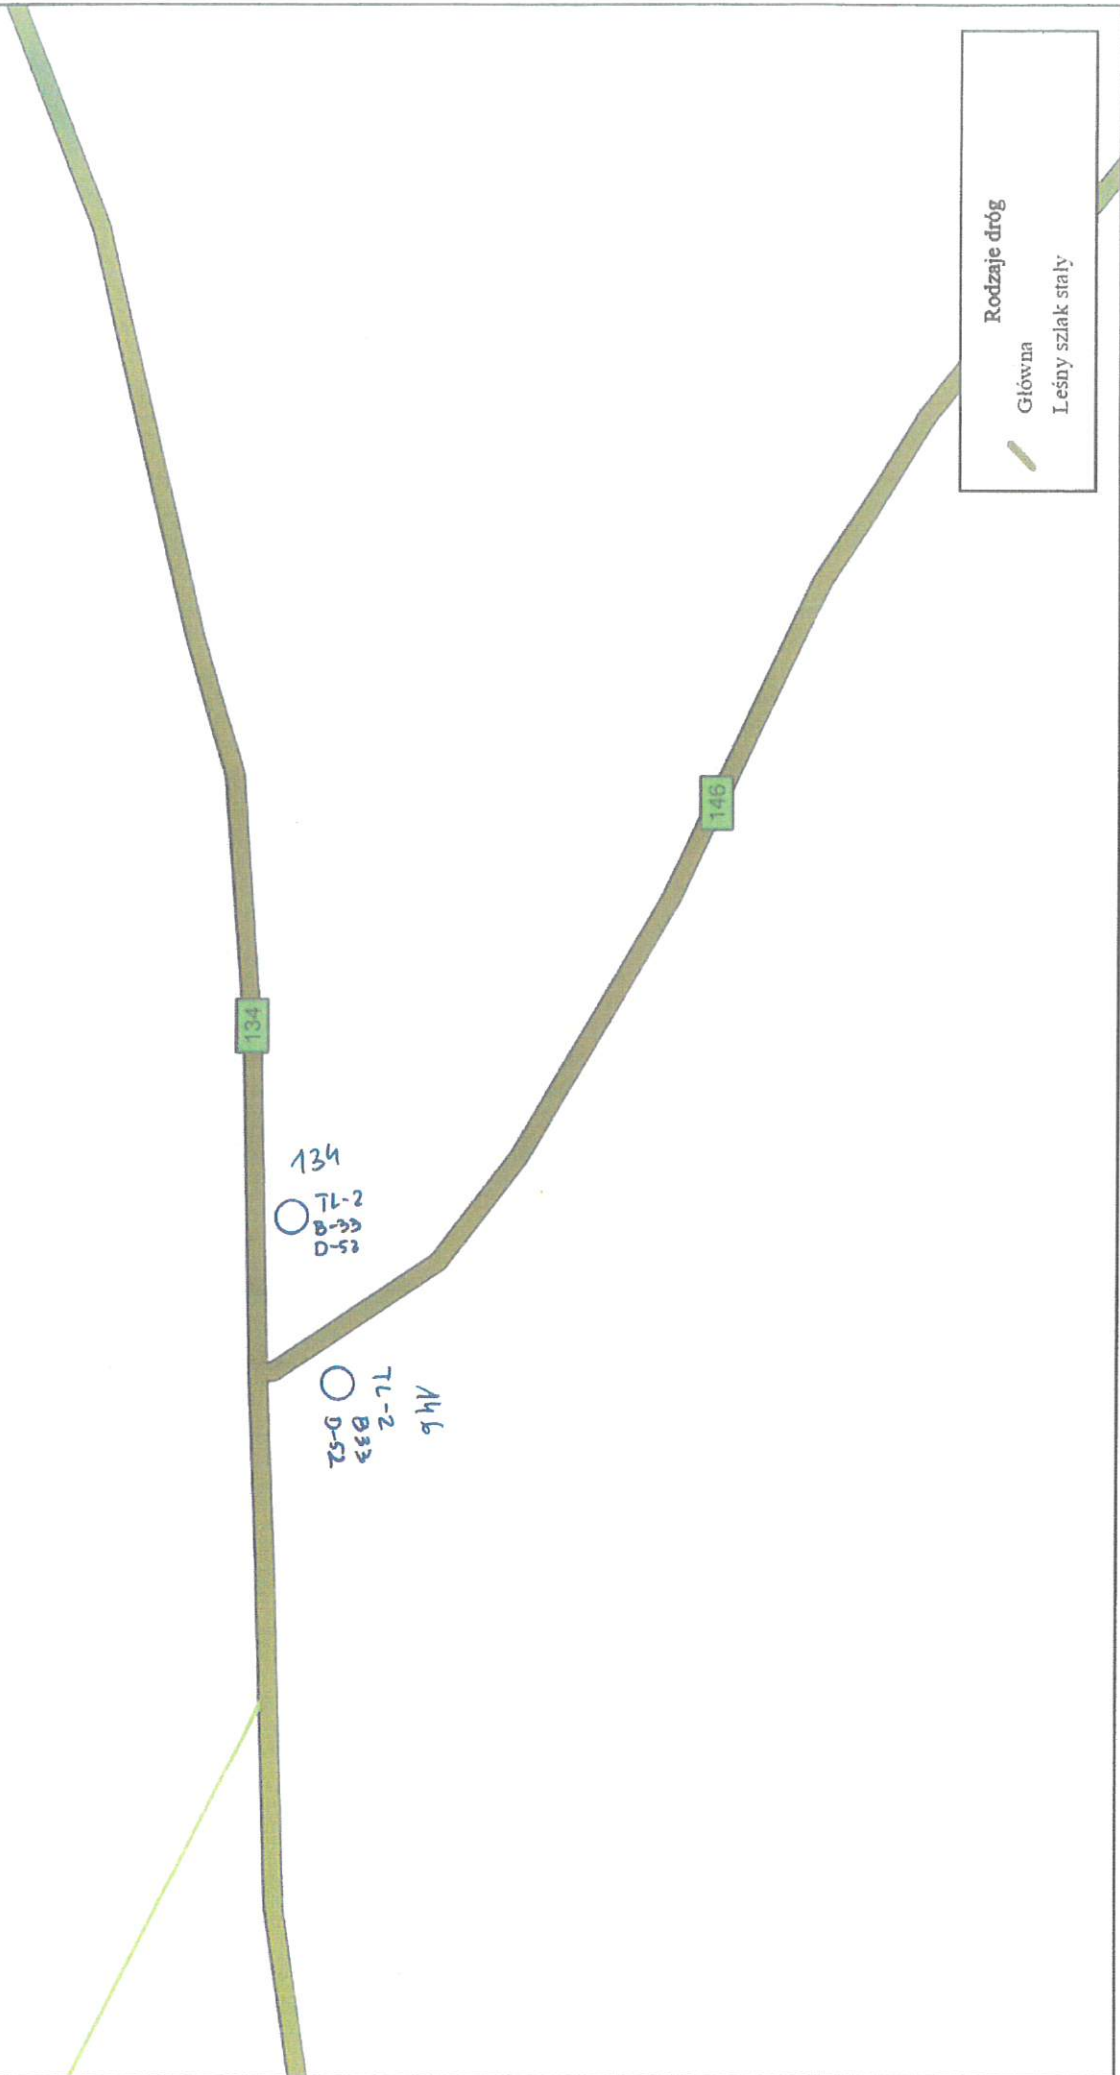 Rodzaje dróg
Główna
Leśny szlak stały
134
146
134
TL-2
B-33
D-52
146
TL-2
B33
D-52